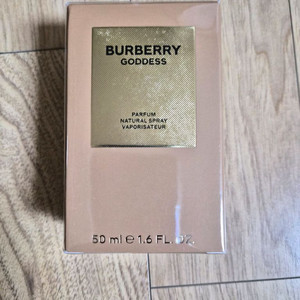 BURBERRY
GODDESS
PARFUM
NATURAL SPRAY
VAPORISATEUR
50 ml ℮ 1.6 FL. OZ.